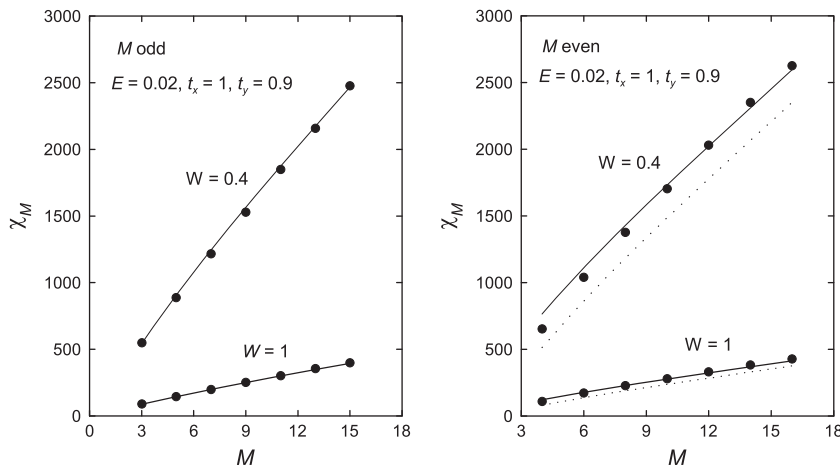 3000
2500
2000
1500
1000
500
0
χ_M
M odd
E = 0.02, t_x = 1, t_y = 0.9
W = 0.4
W = 1
0 3 6 9 12 15 18
M
3000
2500
2000
1500
1000
500
0
χ_M
M even
E = 0.02, t_x = 1, t_y = 0.9
W = 0.4
W = 1
3 6 9 12 15 18
M